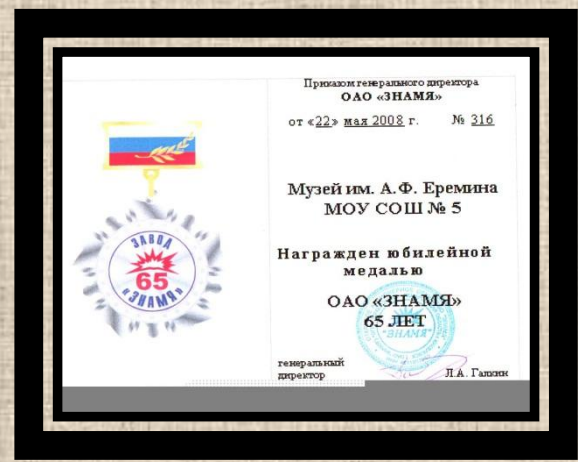 ЗАВОД
65
"ЗНАМЯ"
Приказом генерального директора
ОАО «ЗНАМЯ»
от «22» мая 2008 г. № 316
Музей им. А.Ф. Еремина
МОУ СОШ № 5
Награжден юбилейной
медалью
ОАО «ЗНАМЯ»
65 ЛЕТ
"ЗНАМЯ"
генеральный
директор Л.А. Галкин